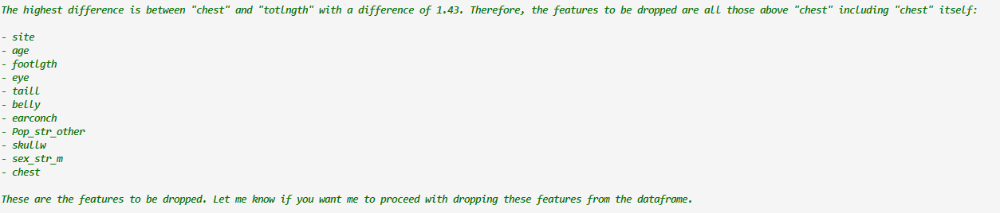 The highest difference is between "chest" and "totlngth" with a difference of 1.43. Therefore, the features to be dropped are all those above "chest" including "chest" itself:
- site
- age
- footlgth
- eye
- taill
- belly
- earconch
- Pop_str_other
- skullw
- sex_str_m
- chest
These are the features to be dropped. Let me know if you want me to proceed with dropping these features from the dataframe.